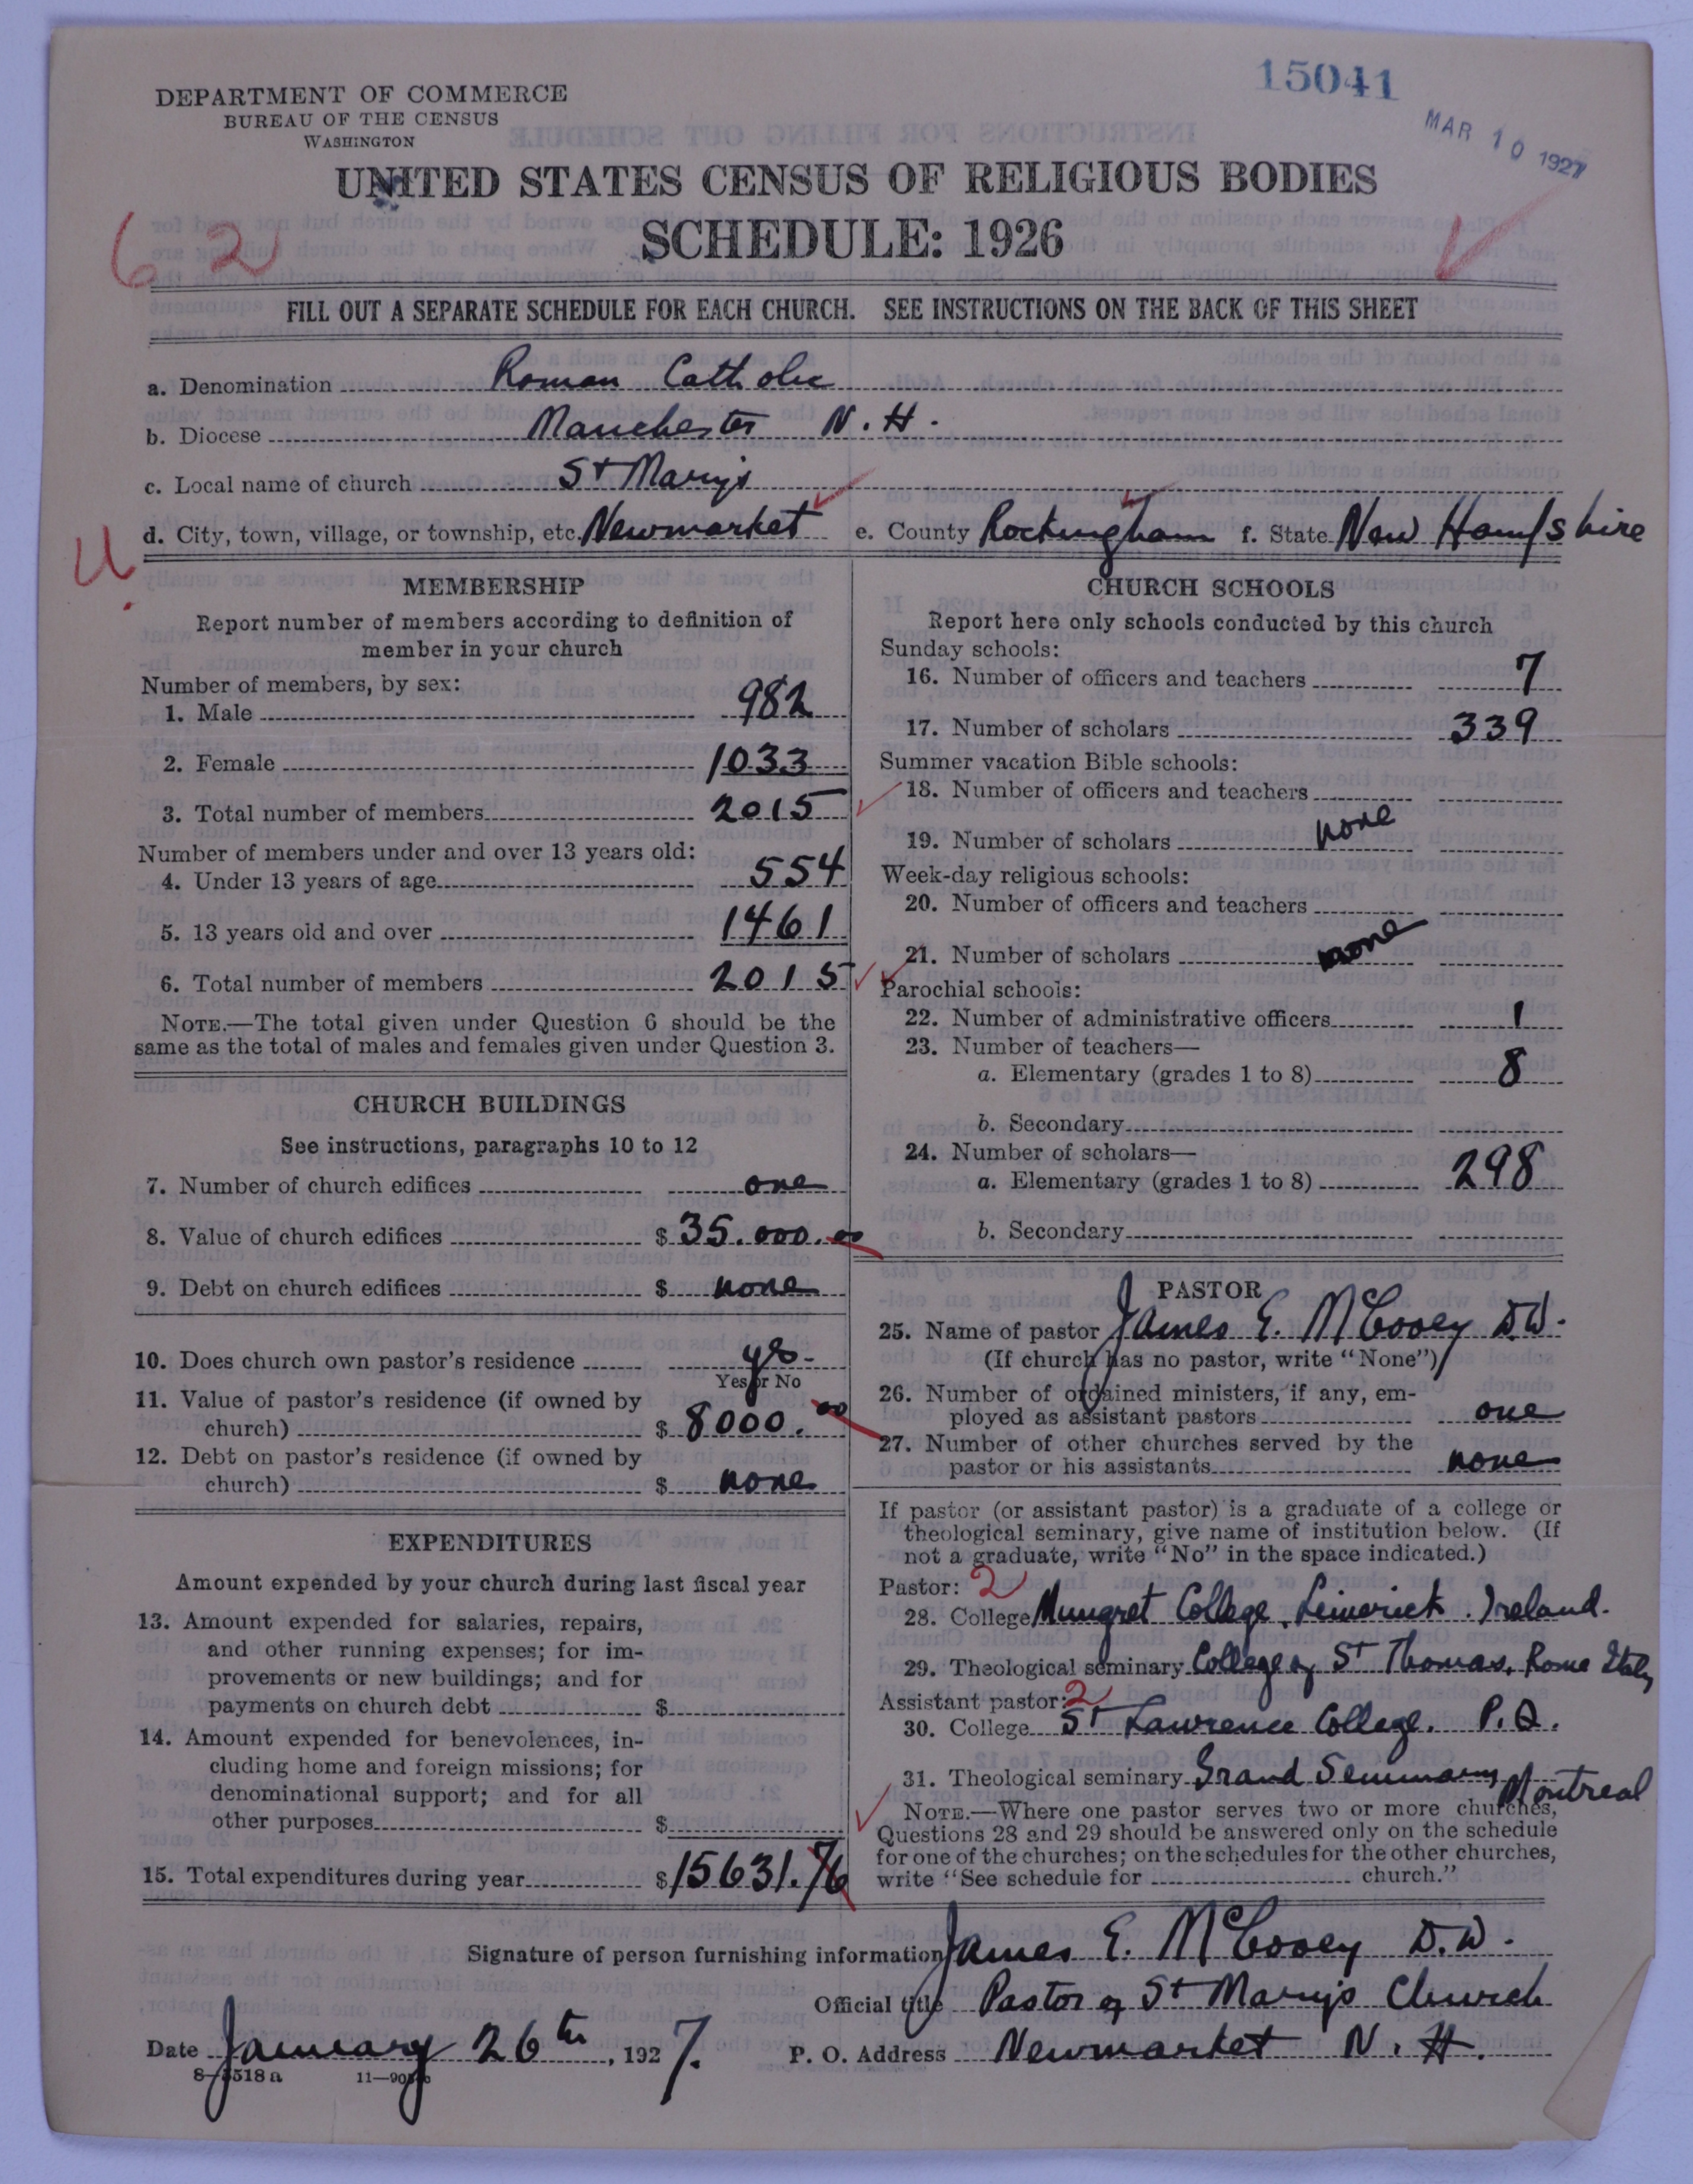 15041
MAR 10 1927
DEPARTMENT OF COMMERCE
BUREAU OF THE CENSUS
WASHINGTON
UNITED STATES CENSUS OF RELIGIOUS BODIES
SCHEDULE: 1926
6 2
FILL OUT A SEPARATE SCHEDULE FOR EACH CHURCH. SEE INSTRUCTIONS ON THE BACK OF THIS SHEET
a. Denomination Roman Catholic
b. Diocese Manchester N.H.
c. Local name of church St Marys
d. City, town, village, or township, etc. Newmarket e. County Rockingham f. State New Hampshire
U.
MEMBERSHIP
Report number of members according to definition of
member in your church
Number of members, by sex:
1. Male 982
2. Female 1033
3. Total number of members 2015
Number of members under and over 13 years old:
4. Under 13 years of age 554
5. 13 years old and over 1461
6. Total number of members 2015
NOTE.—The total given under Question 6 should be the
same as the total of males and females given under Question 3.
CHURCH BUILDINGS
See instructions, paragraphs 10 to 12
7. Number of church edifices one
8. Value of church edifices $ 35.000.00
9. Debt on church edifices $ none
10. Does church own pastor's residence yes-
Yes or No
11. Value of pastor's residence (if owned by
church) $ 8000.00
12. Debt on pastor's residence (if owned by
church) $ none
EXPENDITURES
Amount expended by your church during last fiscal year
13. Amount expended for salaries, repairs,
and other running expenses; for im-
provements or new buildings; and for
payments on church debt $
14. Amount expended for benevolences, in-
cluding home and foreign missions; for
denominational support; and for all
other purposes $
15. Total expenditures during year $ 15631.76
CHURCH SCHOOLS
Report here only schools conducted by this church
Sunday schools:
16. Number of officers and teachers 7
17. Number of scholars 339
Summer vacation Bible schools:
18. Number of officers and teachers
19. Number of scholars none
Week-day religious schools:
20. Number of officers and teachers
21. Number of scholars none
Parochial schools:
22. Number of administrative officers 1
23. Number of teachers—
a. Elementary (grades 1 to 8) 8
b. Secondary
24. Number of scholars—
a. Elementary (grades 1 to 8) 298
b. Secondary
PASTOR
25. Name of pastor James E. McCooey D.D.
(If church has no pastor, write "None")
26. Number of ordained ministers, if any, em-
ployed as assistant pastors one
27. Number of other churches served by the
pastor or his assistants none
If pastor (or assistant pastor) is a graduate of a college or
theological seminary, give name of institution below. (If
not a graduate, write "No" in the space indicated.)
Pastor: 2
28. College Mungret College, Limerick. Ireland.
29. Theological seminary College of St Thomas, Rome Italy
Assistant pastor: 2
30. College St Lawrence College. P.Q.
31. Theological seminary Grand Seminary Montreal
NOTE.—Where one pastor serves two or more churches,
Questions 28 and 29 should be answered only on the schedule
for one of the churches; on the schedules for the other churches,
write "See schedule for church."
Signature of person furnishing information James E. McCooey D.D.
Official title Pastor of St Marys Church
Date January 26th, 1927. P. O. Address Newmarket N.H.
8—5518 a 11—